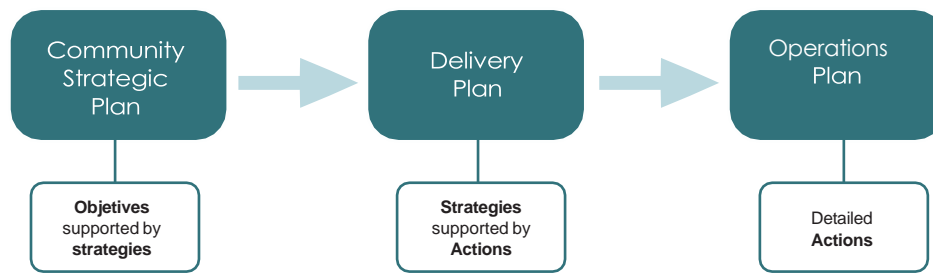 Community
Strategic
Plan
Delivery
Plan
Operations
Plan
Objetives
supported by
strategies
Strategies
supported by
Actions
Detailed
Actions